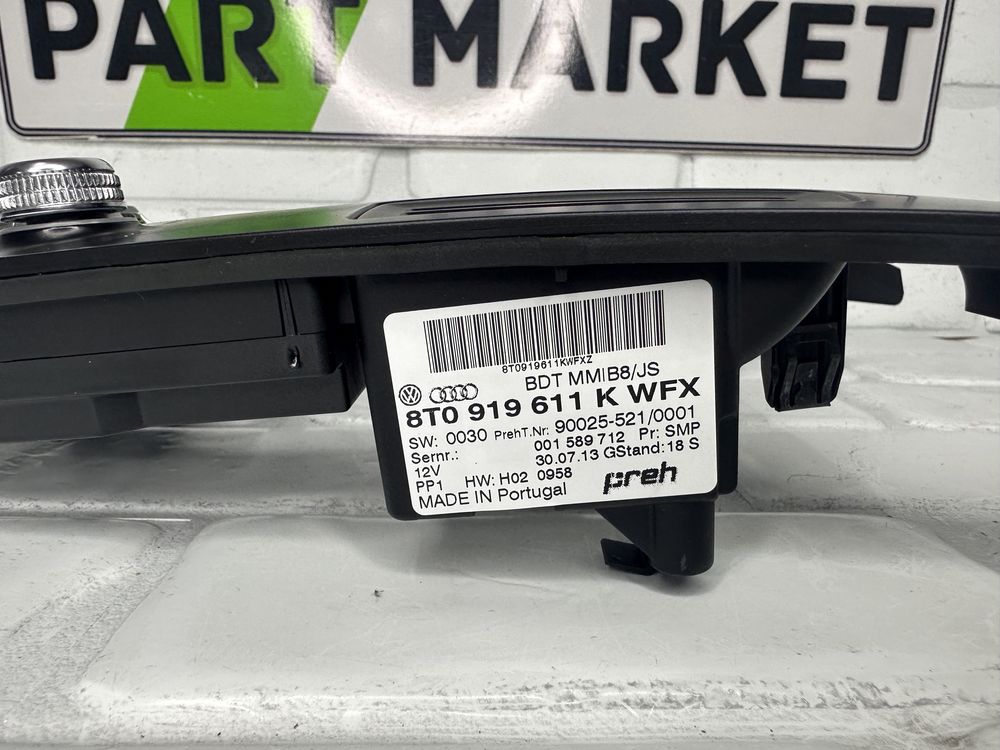 PART MARKET
8T0919611KWFXZ
BDT MMIB8/JS
8T0 919 611 K WFX
SW: 0030 PrehT.Nr: 90025-521/0001
Sernr.: 001 589 712 Pr: SMP
12V 30.07.13 GStand: 18 S
PP1 HW: H02 0958
MADE IN Portugal preh